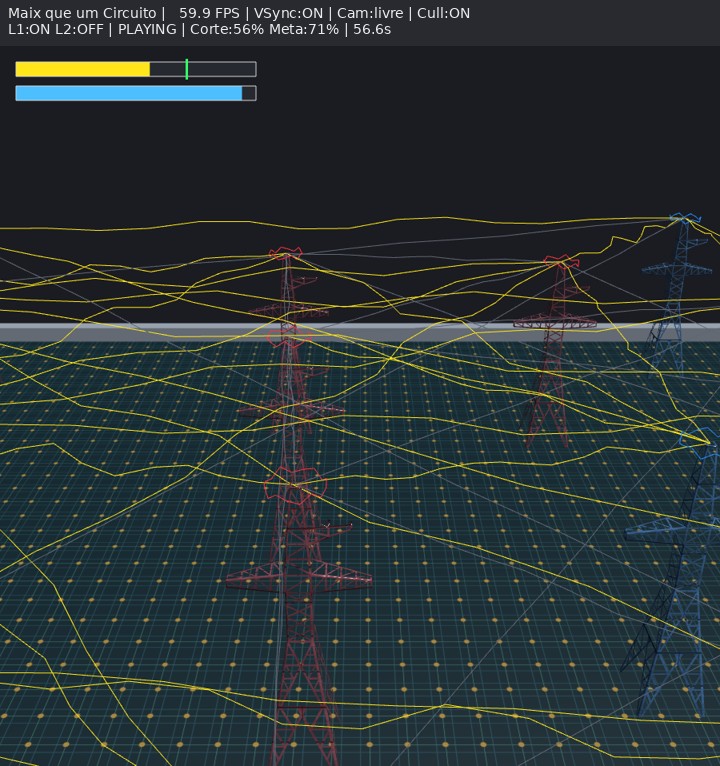 Maix que um Circuito |   59.9 FPS | VSync:ON | Cam:livre | Cull:ON
L1:ON L2:OFF | PLAYING | Corte:56% Meta:71% | 56.6s